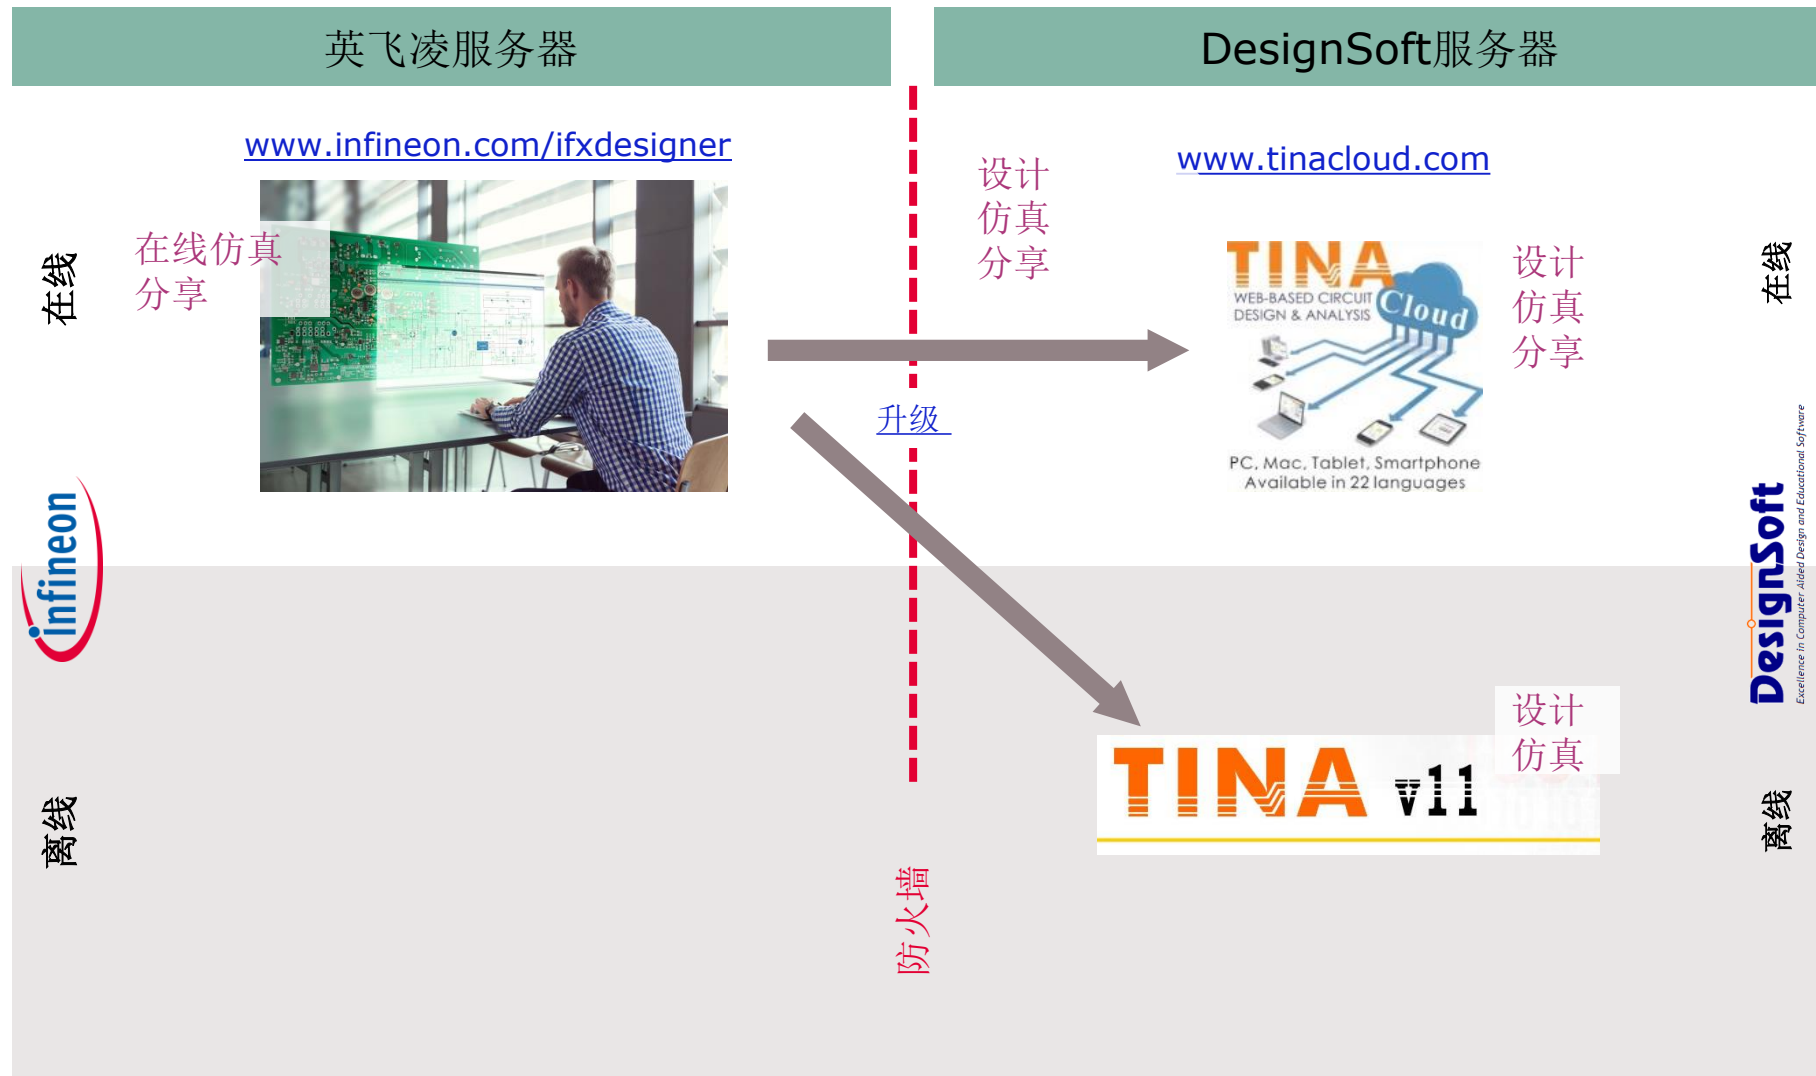 英飞凌服务器
DesignSoft服务器
www.infineon.com/ifxdesigner
www.tinacloud.com
在线
在线仿真
分享
设计
仿真
分享
TINA
WEB-BASED CIRCUIT
DESIGN & ANALYSIS
Cloud
PC, Mac, Tablet, Smartphone
Available in 22 languages
设计
仿真
分享
在线
升级
infineon
DesignSoft
Excellence in Computer Aided Design and Educational Software
设计
仿真
TINA v11
离线
离线
防火墙